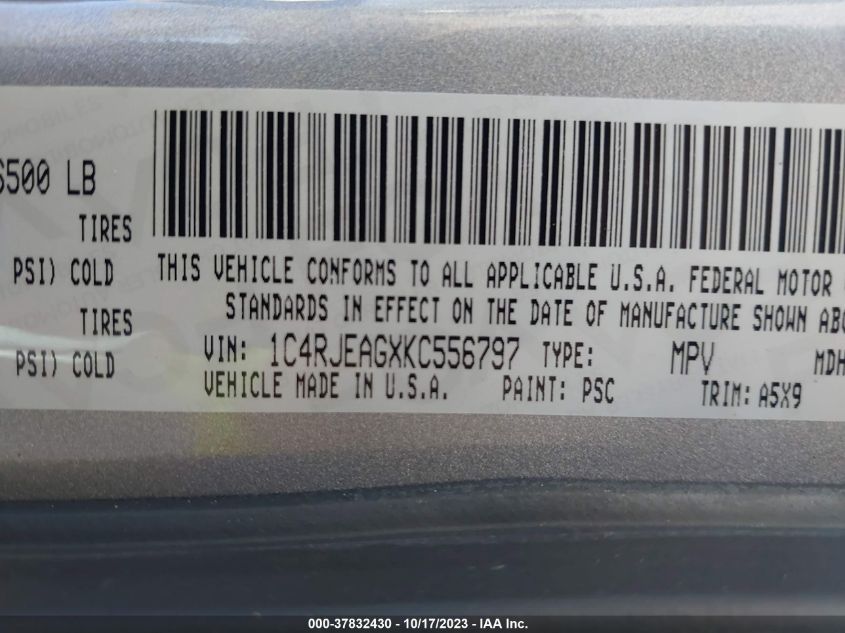 6500 LB
TIRES
PSI) COLD
TIRES
PSI) COLD
THIS VEHICLE CONFORMS TO ALL APPLICABLE U.S.A. FEDERAL MOTOR
STANDARDS IN EFFECT ON THE DATE OF MANUFACTURE SHOWN ABO
VIN: 1C4RJEAGXKC556797 TYPE: MPV MDH
VEHICLE MADE IN U.S.A. PAINT: PSC TRIM: A5X9
000-37832430 - 10/17/2023 - IAA Inc.